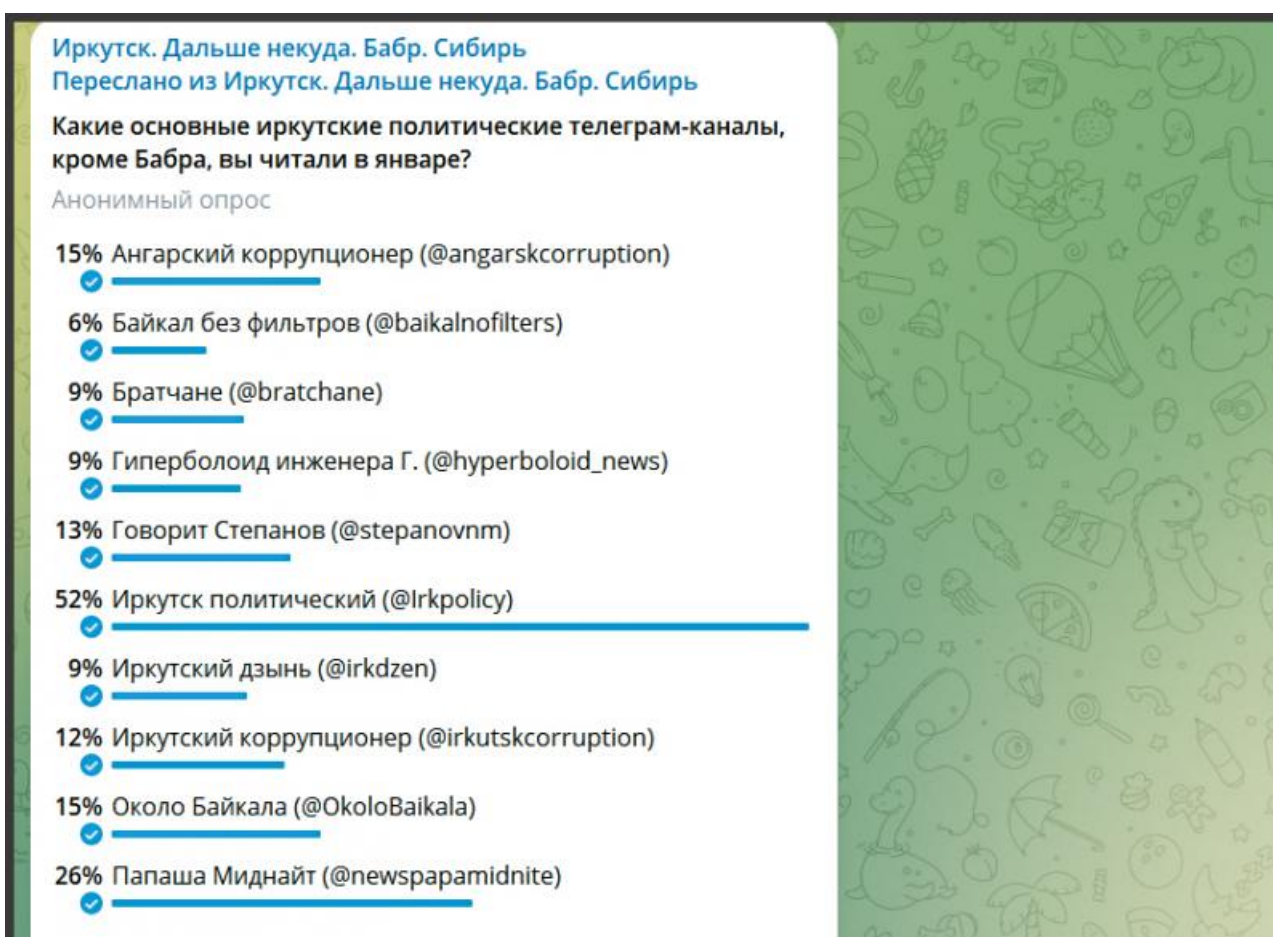 Иркутск. Дальше некуда. Бабр. Сибирь
Переслано из Иркутск. Дальше некуда. Бабр. Сибирь
Какие основные иркутские политические телеграм-каналы,
кроме Бабра, вы читали в январе?
Анонимный опрос
15% Ангарский коррупционер (@angarskcorruption)
6% Байкал без фильтров (@baikalnofilters)
9% Братчане (@bratchane)
9% Гиперболоид инженера Г. (@hyperboloid_news)
13% Говорит Степанов (@stepanovnm)
52% Иркутск политический (@Irkpolicy)
9% Иркутский дзынь (@irkdzen)
12% Иркутский коррупционер (@irkutskcorruption)
15% Около Байкала (@OkoloBaikala)
26% Папаша Миднайт (@newspapamidnite)